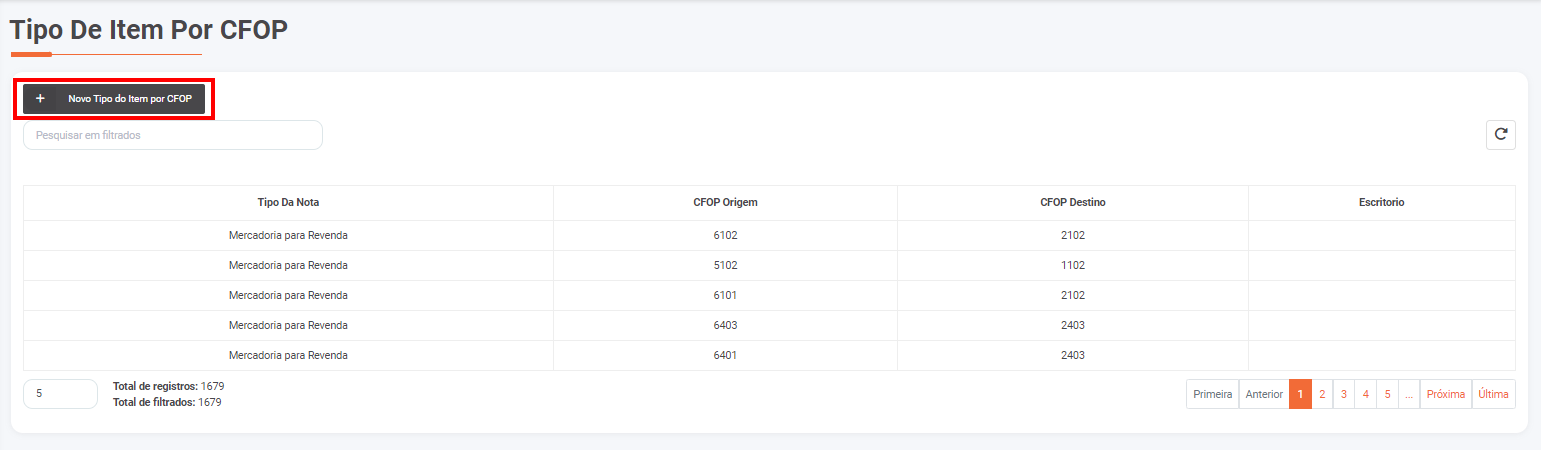 Tipo De Item Por CFOP
+ Novo Tipo do Item por CFOP
Pesquisar em filtrados
Tipo Da Nota CFOP Origem CFOP Destino Escritorio
Mercadoria para Revenda 6102 2102
Mercadoria para Revenda 5102 1102
Mercadoria para Revenda 6101 2102
Mercadoria para Revenda 6403 2403
Mercadoria para Revenda 6401 2403
5 Total de registros: 1679
Total de filtrados: 1679
Primeira Anterior 1 2 3 4 5 ... Próxima Última